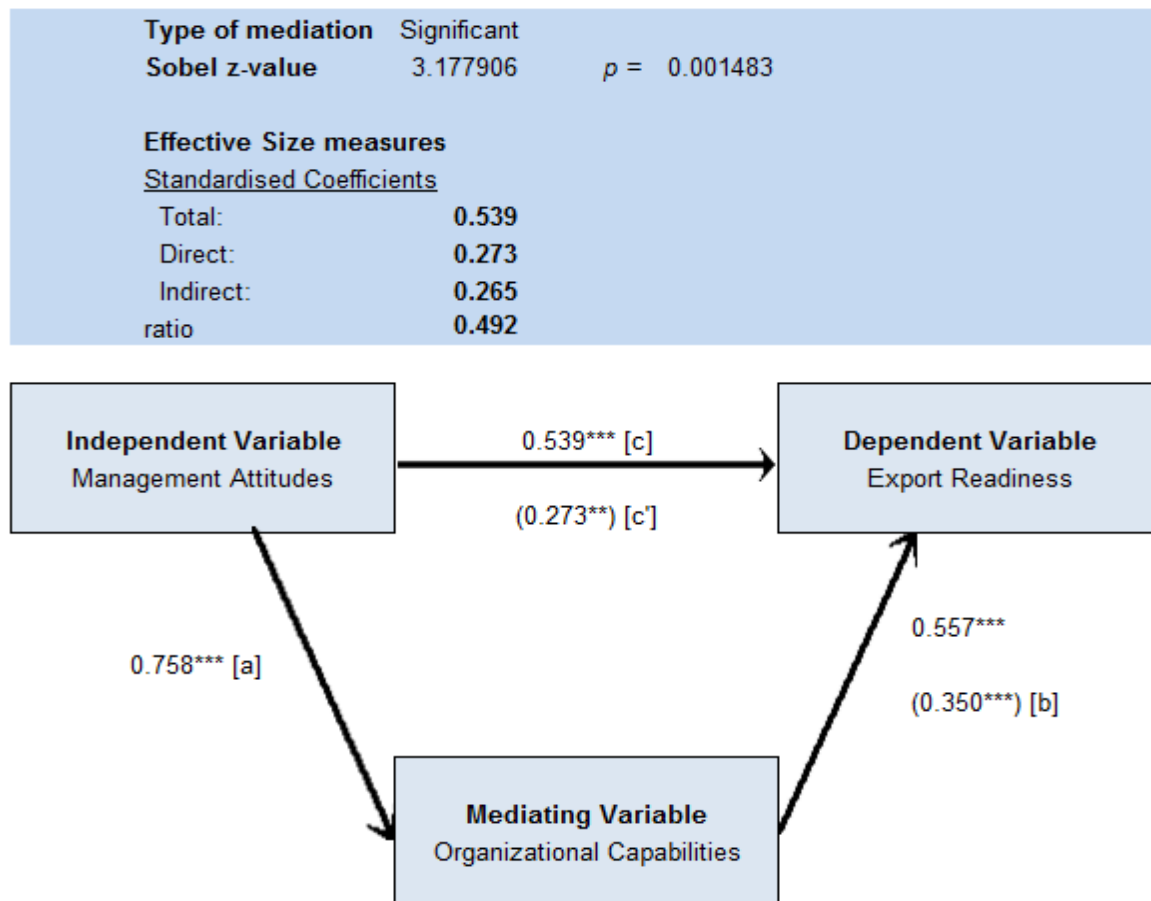 Type of mediation Significant
Sobel z-value 3.177906 p = 0.001483
Effective Size measures
Standardised Coefficients
Total: 0.539
Direct: 0.273
Indirect: 0.265
ratio 0.492
Independent Variable
Management Attitudes
0.539*** [c]
(0.273**) [c']
Dependent Variable
Export Readiness
0.758*** [a]
0.557***
(0.350***) [b]
Mediating Variable
Organizational Capabilities